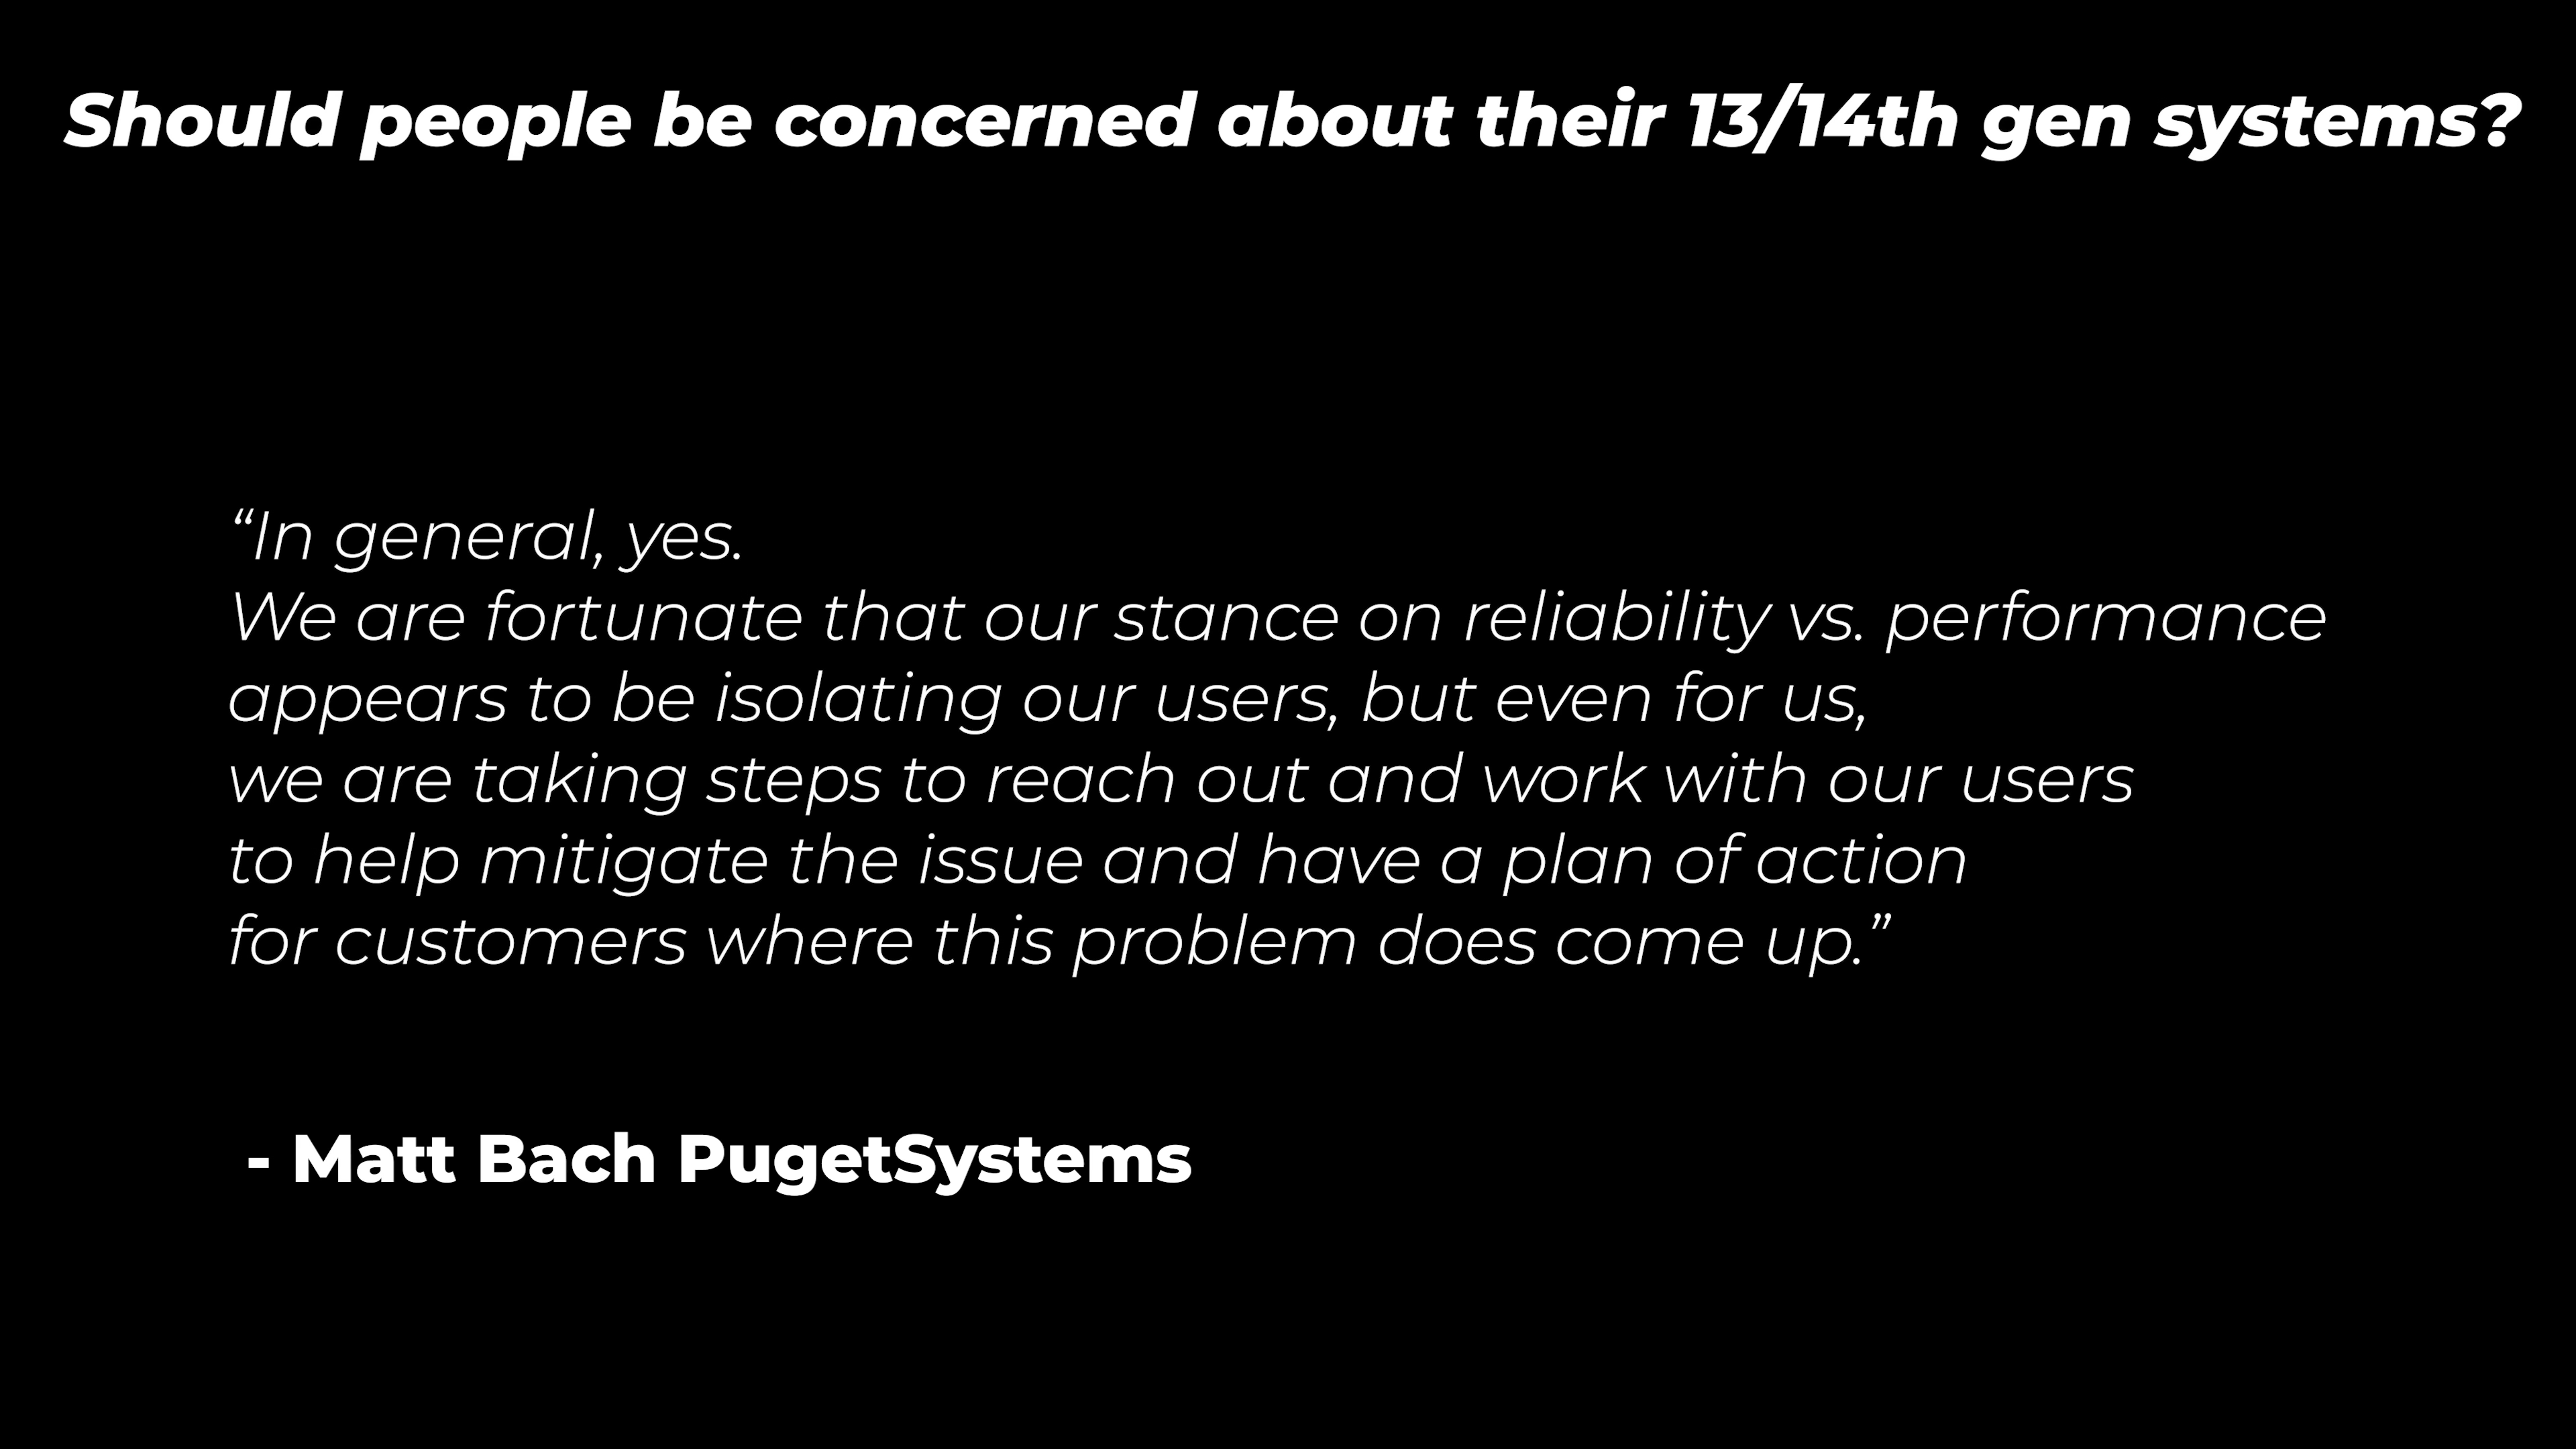 Should people be concerned about their 13/14th gen systems?
“In general, yes.
We are fortunate that our stance on reliability vs. performance
appears to be isolating our users, but even for us,
we are taking steps to reach out and work with our users
to help mitigate the issue and have a plan of action
for customers where this problem does come up.”
- Matt Bach PugetSystems